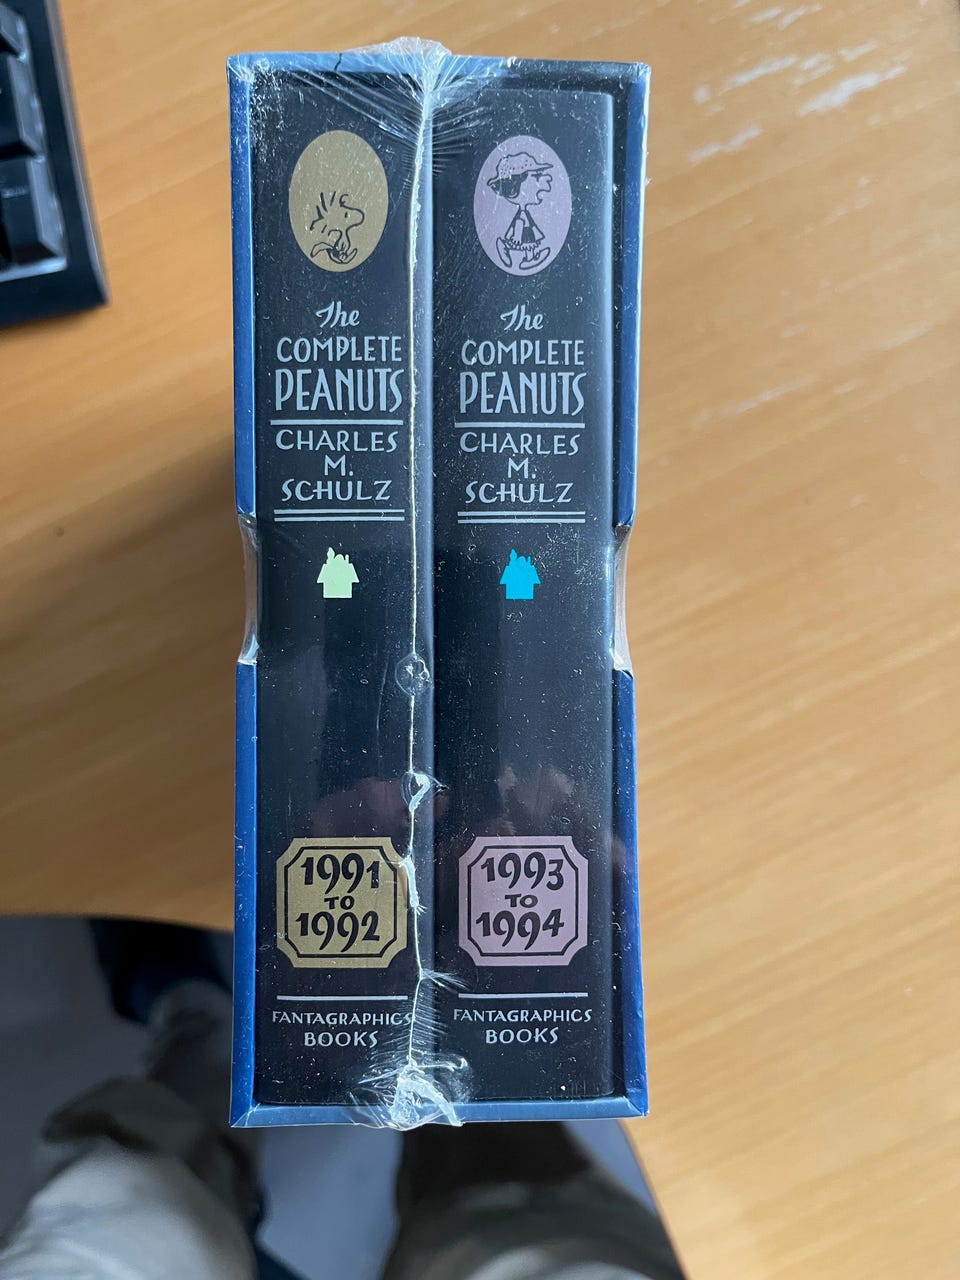 The
COMPLETE
PEANUTS
CHARLES
M.
SCHULZ
1991
TO
1992
FANTAGRAPHICS
BOOKS
The
COMPLETE
PEANUTS
CHARLES
M.
SCHULZ
1993
TO
1994
FANTAGRAPHICS
BOOKS